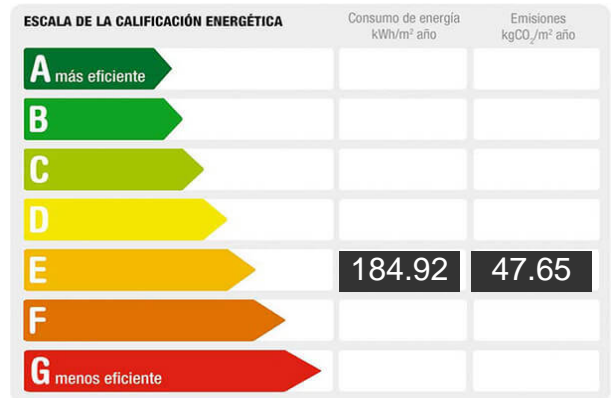 ESCALA DE LA CALIFICACIÓN ENERGÉTICA
Consumo de energía
kWh/m² año
Emisiones
kgCO₂/m² año
A más eficiente
B
C
D
E 184.92 47.65
F
G menos eficiente